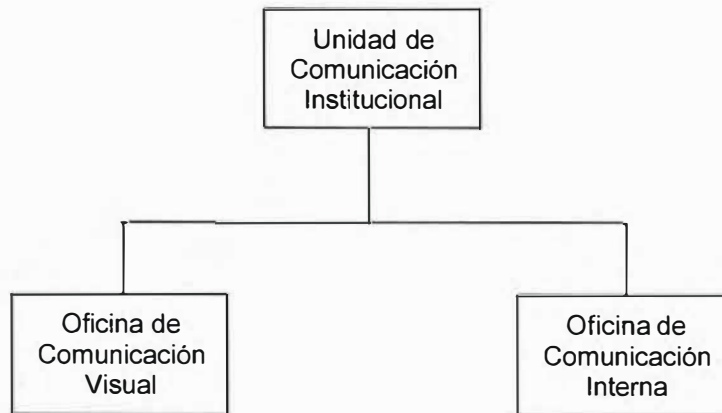 Unidad de
Comunicación
Institucional
Oficina de
Comunicación
Visual
Oficina de
Comunicación
Interna